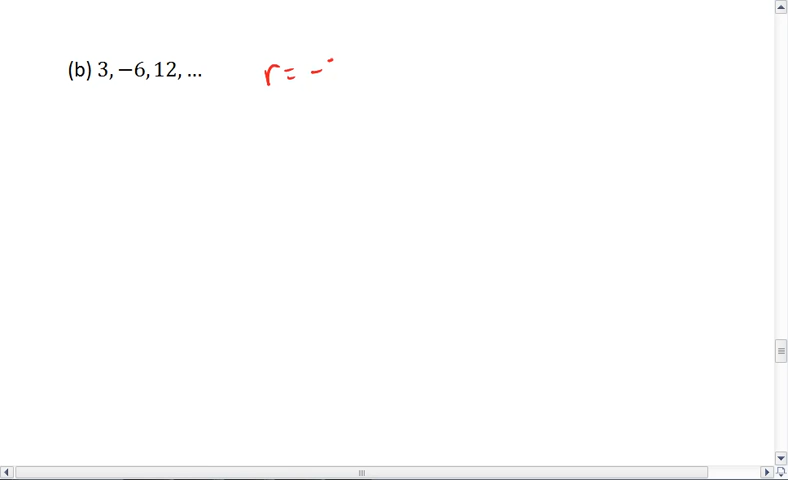 (b) 3, −6, 12, … r = −